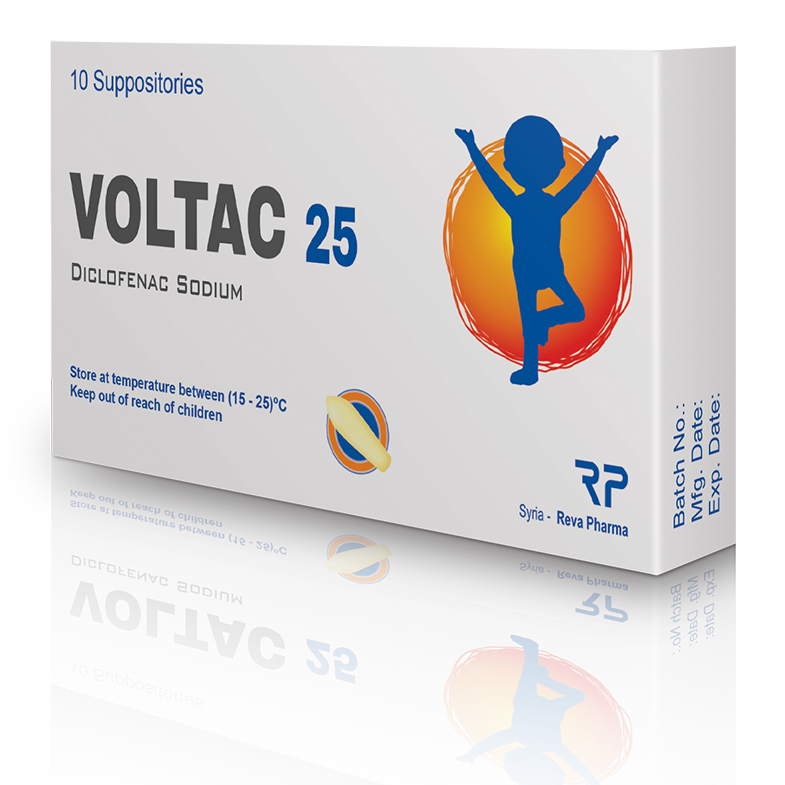 10 Suppositories
VOLTAC 25
DICLOFENAC SODIUM
Store at temperature between (15 - 25)°C
Keep out of reach of children
RP
Syria - Reva Pharma
Batch No.:
Mfg. Date:
Exp. Date: